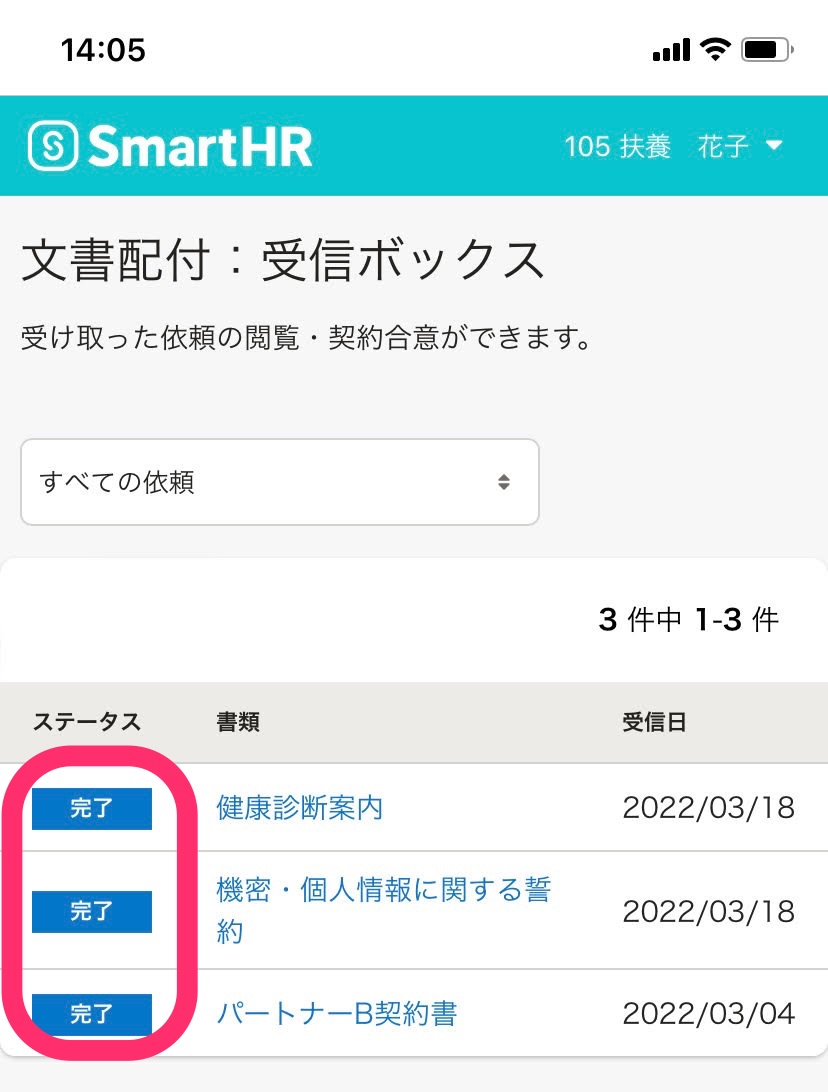 14:05
SmartHR 105 扶養 花子
文書配付：受信ボックス
受け取った依頼の閲覧・契約合意ができます。
すべての依頼
3 件中 1-3 件
ステータス 書類 受信日
完了 健康診断案内 2022/03/18
完了 機密・個人情報に関する誓 2022/03/18
約
完了 パートナーB契約書 2022/03/04